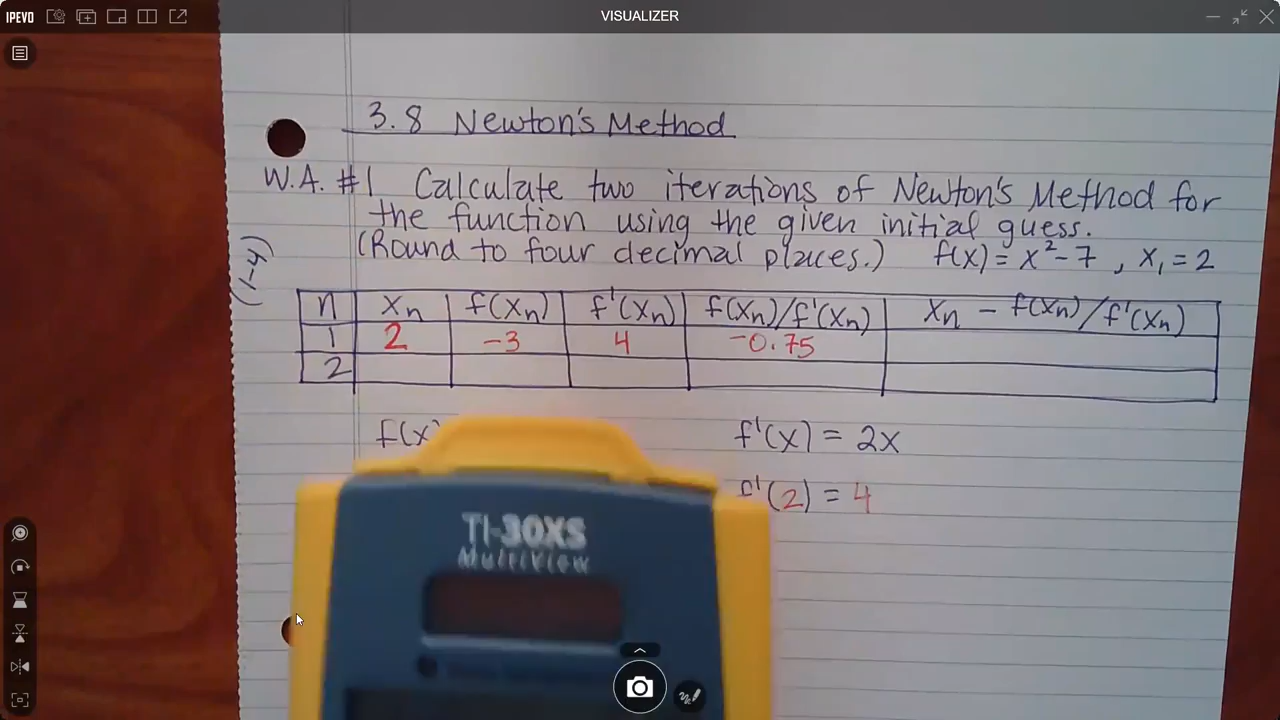 IPEVO
VISUALIZER
3.8 Newton's Method
W.A. #1 Calculate two iterations of Newton's Method for
the function using the given initial guess.
(1-4)
(Round to four decimal places.) f(x) = x² - 7 , x₁ = 2
n xₙ f(xₙ) f'(xₙ) f(xₙ)/f'(xₙ) xₙ - f(xₙ)/f'(xₙ)
1 2 -3 4 -0.75
2
f(x) f'(x) = 2x
f'(2) = 4
TI-30XS
MultiView